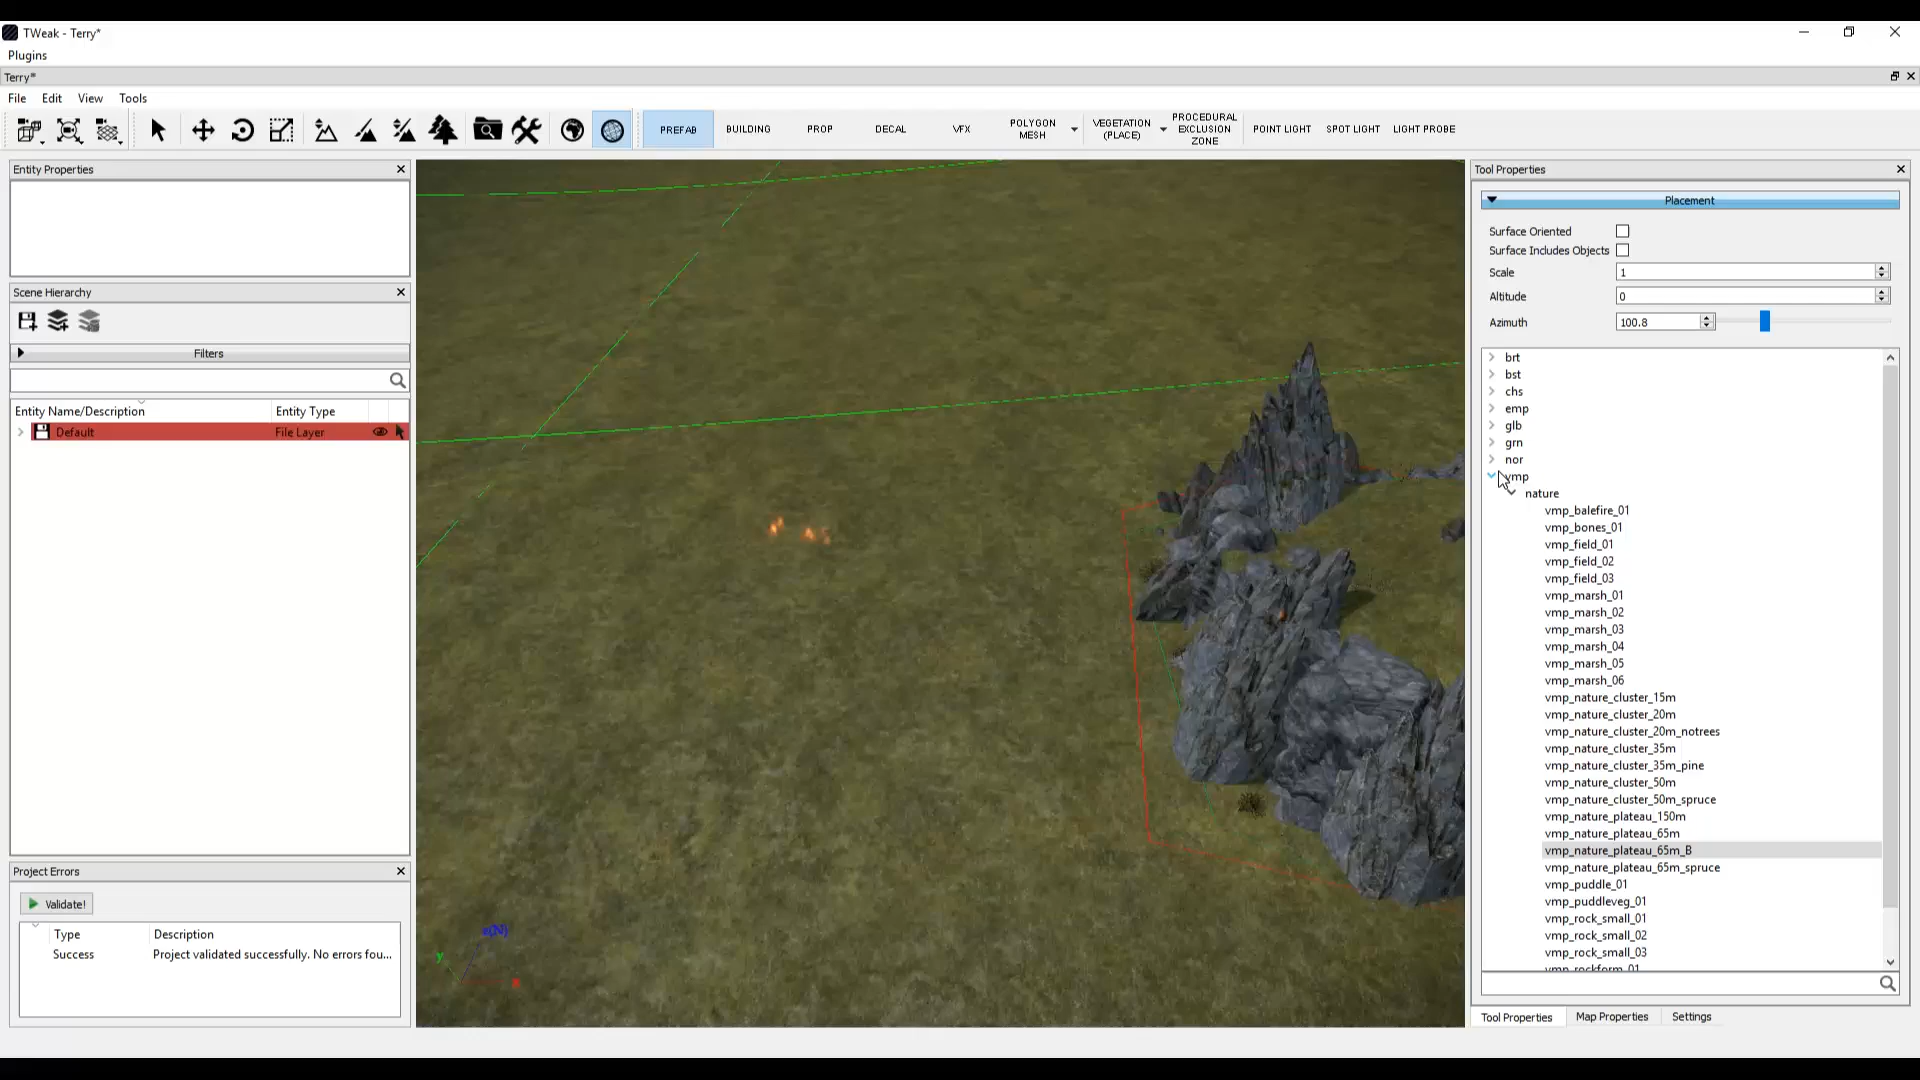 TWeak - Terry*
Plugins
Terry*
File Edit View Tools
PREFAB BUILDING PROP DECAL VFX POLYGON MESH VEGETATION (PLACE) PROCEDURAL EXCLUSION ZONE POINT LIGHT SPOT LIGHT LIGHT PROBE
Entity Properties
Scene Hierarchy
Filters
Entity Name/Description Entity Type
Default File Layer
Project Errors
Validate!
Type Description
Success Project validated successfully. No errors fou...
y
Tool Properties
Placement
Surface Oriented
Surface Includes Objects
Scale 1
Altitude 0
Azimuth 100.8
brt
bst
chs
emp
glb
grn
nor
vmp
nature
vmp_balefire_01
vmp_bones_01
vmp_field_01
vmp_field_02
vmp_field_03
vmp_marsh_01
vmp_marsh_02
vmp_marsh_03
vmp_marsh_04
vmp_marsh_05
vmp_marsh_06
vmp_nature_cluster_15m
vmp_nature_cluster_20m
vmp_nature_cluster_20m_notrees
vmp_nature_cluster_35m
vmp_nature_cluster_35m_pine
vmp_nature_cluster_50m
vmp_nature_cluster_50m_spruce
vmp_nature_plateau_150m
vmp_nature_plateau_65m
vmp_nature_plateau_65m_B
vmp_nature_plateau_65m_spruce
vmp_puddle_01
vmp_puddleveg_01
vmp_rock_small_01
vmp_rock_small_02
vmp_rock_small_03
vmp_rockform_01
Tool Properties Map Properties Settings